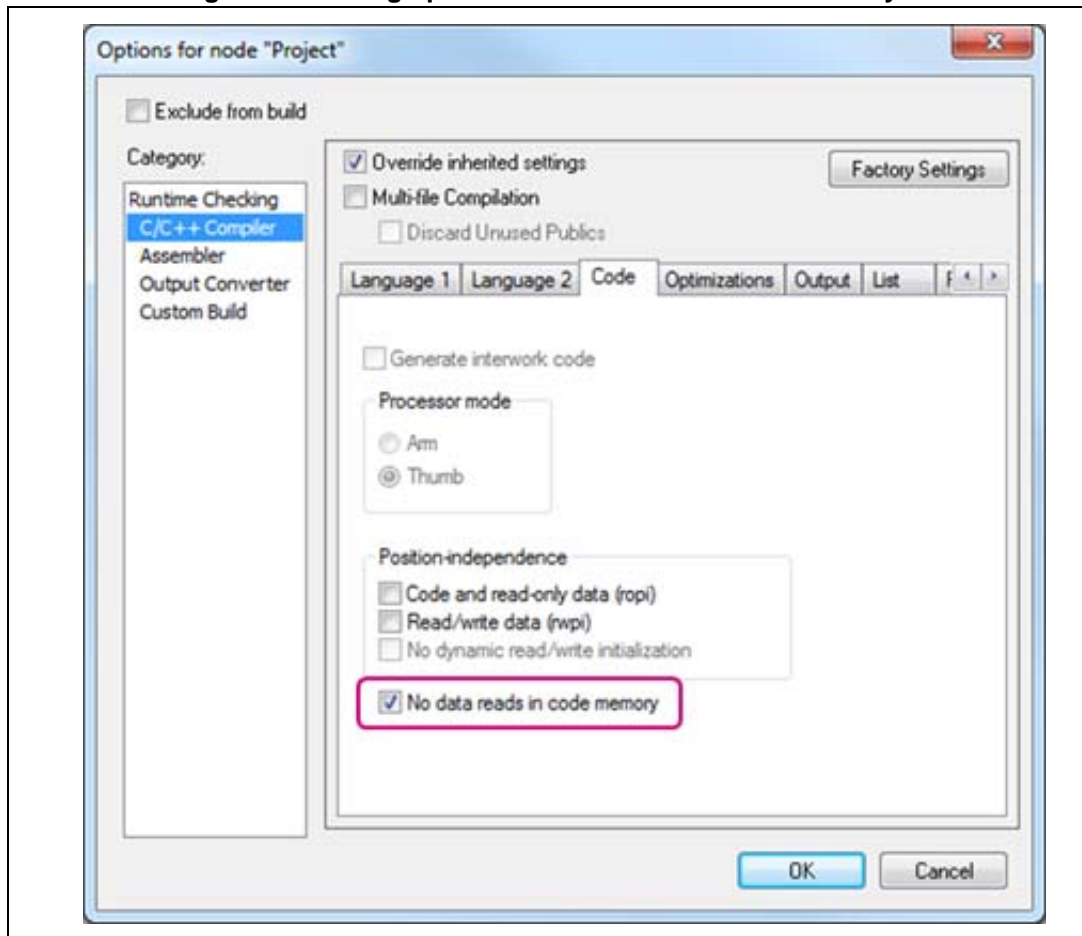 Options for node "Project"
Exclude from build
Category:
Runtime Checking
C/C++ Compiler
Assembler
Output Converter
Custom Build
Override inherited settings
Factory Settings
Multi-file Compilation
Discard Unused Publics
Language 1 Language 2 Code Optimizations Output List
Generate interwork code
Processor mode
Arm
Thumb
Position-independence
Code and read-only data (ropi)
Read/write data (rwpi)
No dynamic read/write initialization
No data reads in code memory
OK Cancel